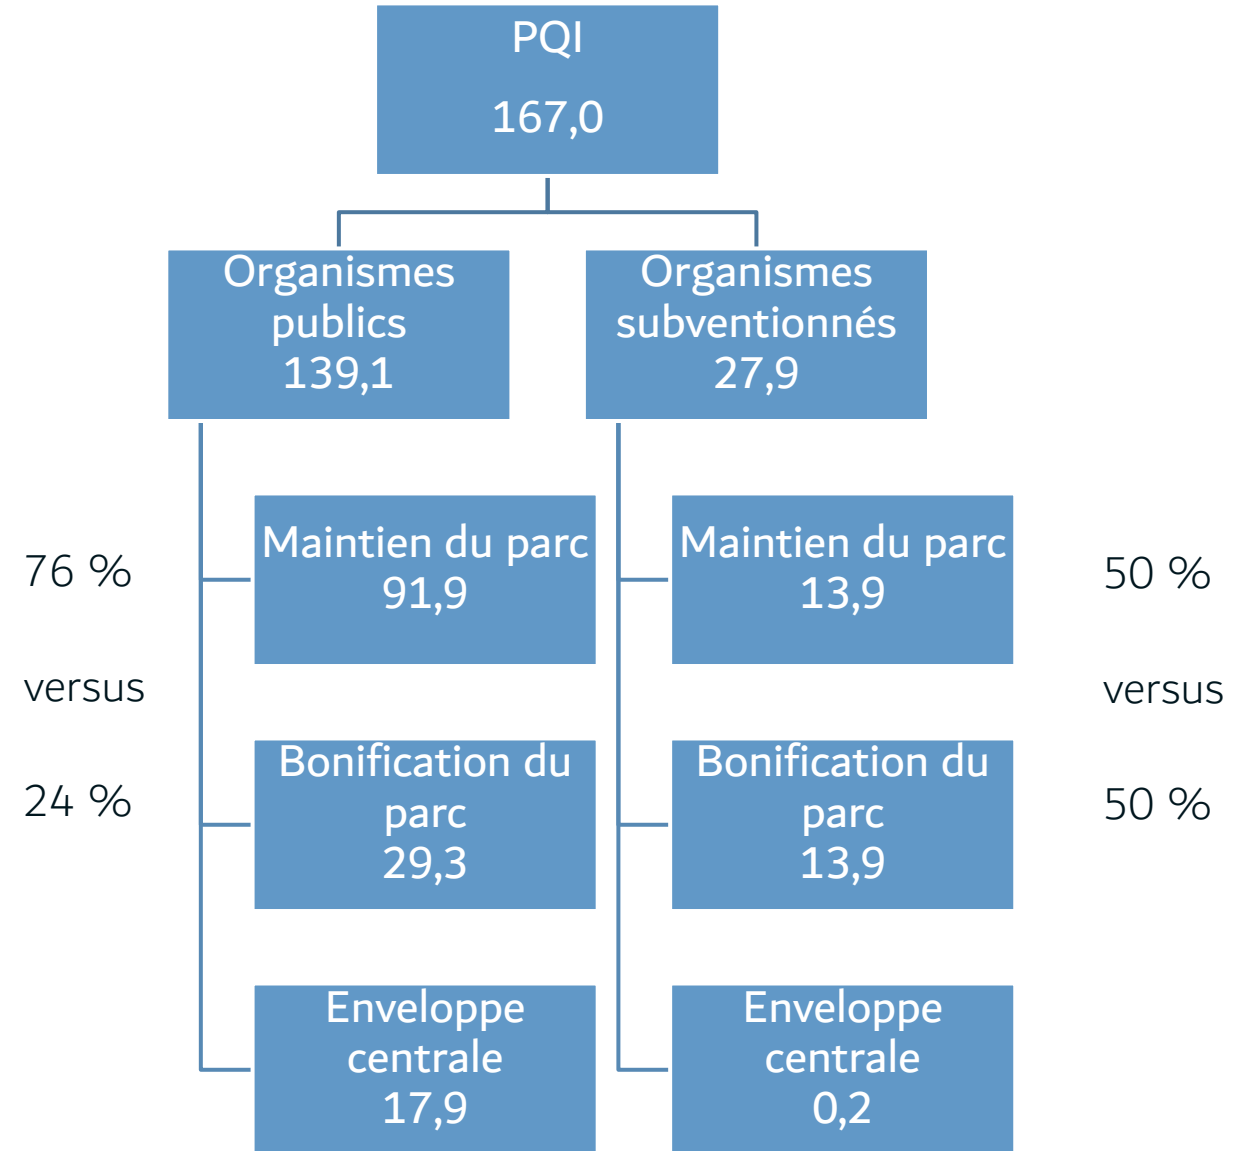 PQI
167,0
Organismes
publics
139,1
Organismes
subventionnés
27,9
76 %
versus
24 %
Maintien du parc
91,9
Bonification du
parc
29,3
Enveloppe
centrale
17,9
Maintien du parc
13,9
Bonification du
parc
13,9
Enveloppe
centrale
0,2
50 %
versus
50 %